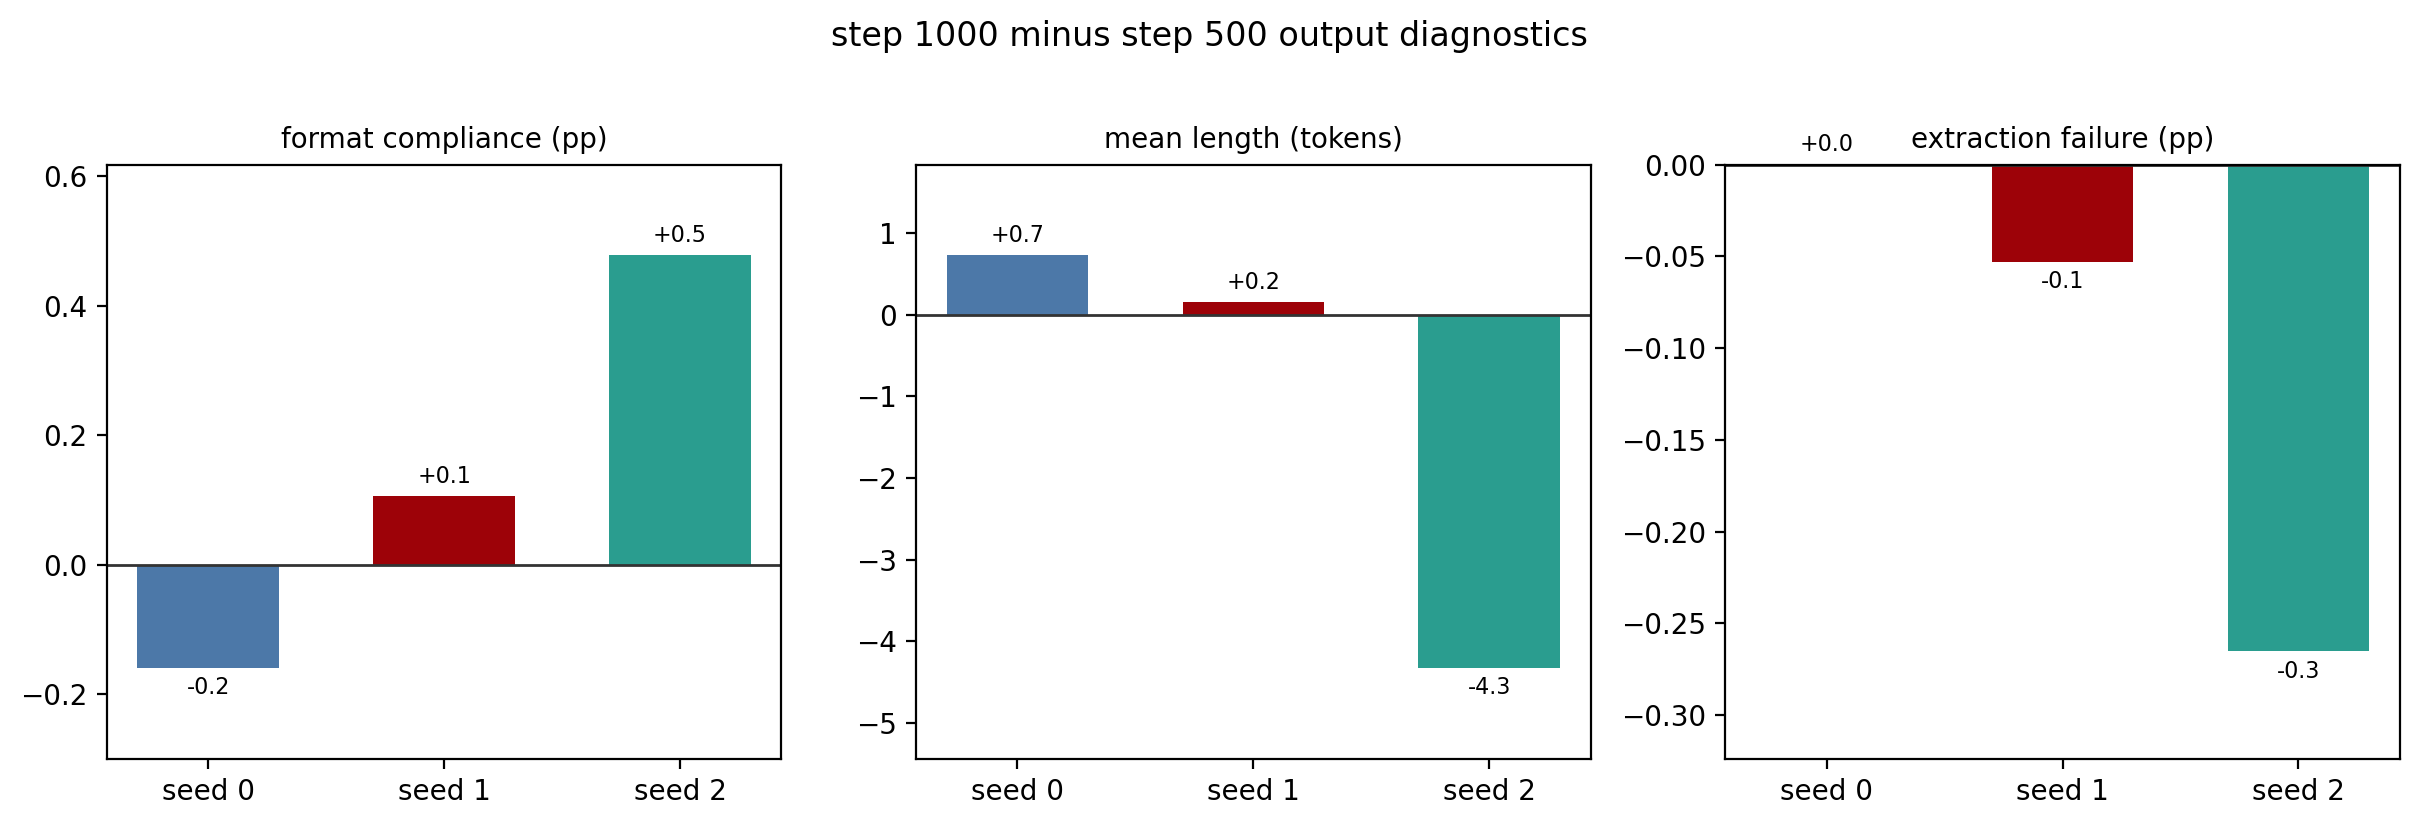 step 1000 minus step 500 output diagnostics
format compliance (pp)
0.6
0.4
0.2
0.0
−0.2
-0.2
+0.1
+0.5
seed 0
seed 1
seed 2
mean length (tokens)
1
0
−1
−2
−3
−4
−5
+0.7
+0.2
-4.3
seed 0
seed 1
seed 2
extraction failure (pp)
0.00
−0.05
−0.10
−0.15
−0.20
−0.25
−0.30
+0.0
-0.1
-0.3
seed 0
seed 1
seed 2